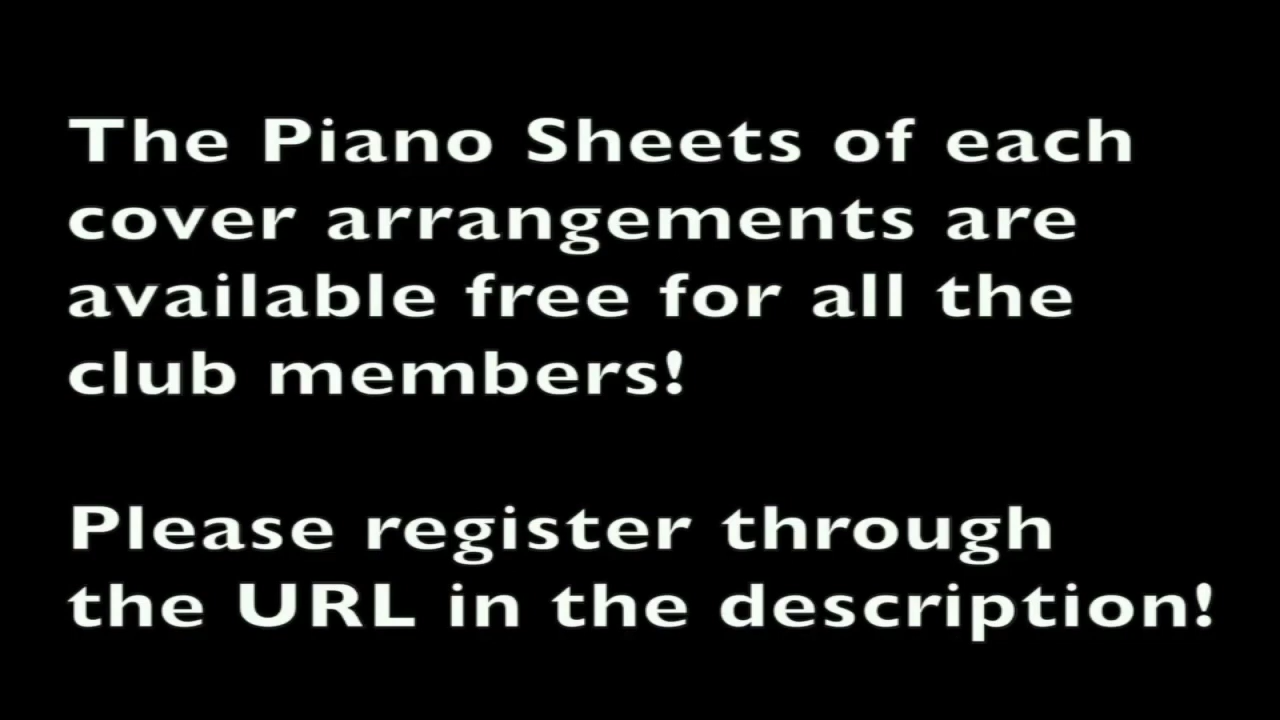 The Piano Sheets of each
cover arrangements are
available free for all the
club members!
Please register through
the URL in the description!